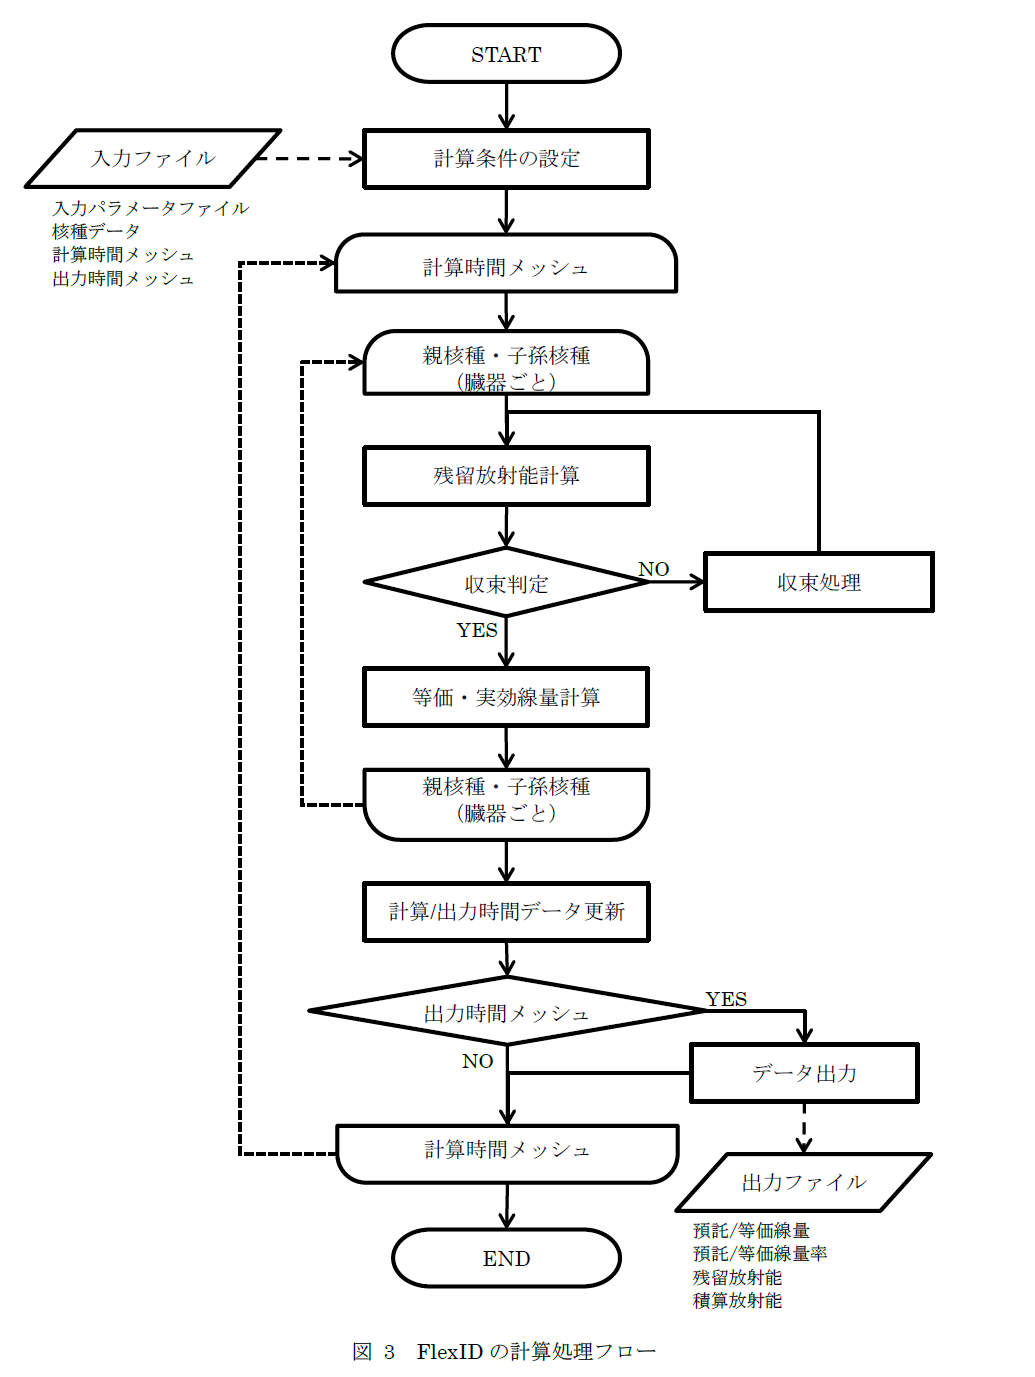 START
入力ファイル
計算条件の設定
入力パラメータファイル
核種データ
計算時間メッシュ
出力時間メッシュ
計算時間メッシュ
親核種・子孫核種
（臓器ごと）
残留放射能計算
収束判定
NO
収束処理
YES
等価・実効線量計算
親核種・子孫核種
（臓器ごと）
計算/出力時間データ更新
出力時間メッシュ
YES
NO
データ出力
計算時間メッシュ
出力ファイル
預託/等価線量
預託/等価線量率
残留放射能
積算放射能
END
図 3　FlexID の計算処理フロー